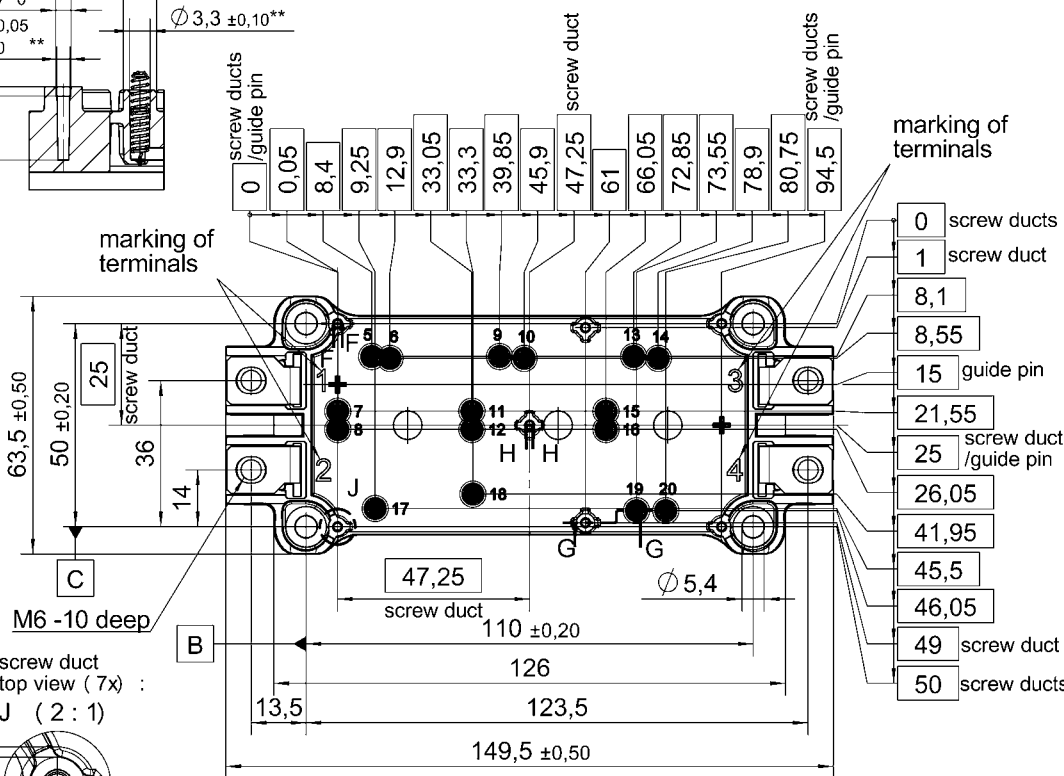 0
0,05
0 **
Ø 3,3 ±0,10**
screw ducts
/guide pin
screw duct
screw ducts
/guide pin
0
0,05
8,4
9,25
12,9
33,05
33,3
39,85
45,9
47,25
61
66,05
72,85
73,55
78,9
80,75
94,5
marking of
terminals
marking of
terminals
0 screw ducts
1 screw duct
8,1
8,55
15 guide pin
21,55
25 screw duct
/guide pin
26,05
41,95
45,5
46,05
49 screw duct
50 screw ducts
63,5 ±0,50
50 ±0,20
25
screw duct
36
14
F F
5 6 9 10 13 14
1 3
7 11 15
8 12 16
H H
2 4
J
17 18 19 20
G G
C
M6 -10 deep
47,25
screw duct
Ø 5,4
B
110 ±0,20
126
13,5 123,5
149,5 ±0,50
screw duct
top view ( 7x) :
J ( 2 : 1)